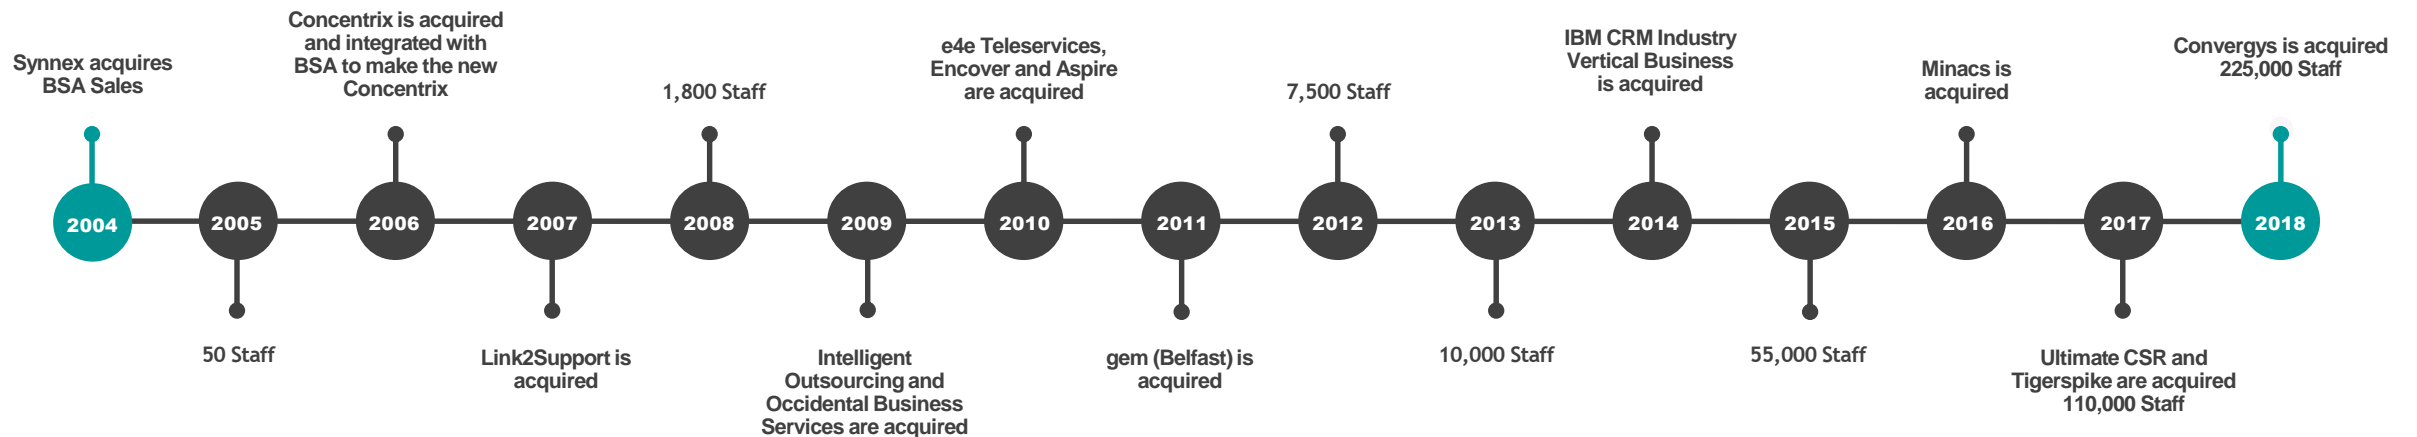 Synnex acquires
BSA Sales
Concentrix is acquired
and integrated with
BSA to make the new
Concentrix
1,800 Staff
e4e Teleservices,
Encover and Aspire
are acquired
7,500 Staff
IBM CRM Industry
Vertical Business
is acquired
Minacs is
acquired
Convergys is acquired
225,000 Staff
2004
2005
2006
2007
2008
2009
2010
2011
2012
2013
2014
2015
2016
2017
2018
50 Staff
Link2Support is
acquired
Intelligent
Outsourcing and
Occidental Business
Services are acquired
gem (Belfast) is
acquired
10,000 Staff
55,000 Staff
Ultimate CSR and
Tigerspike are acquired
110,000 Staff